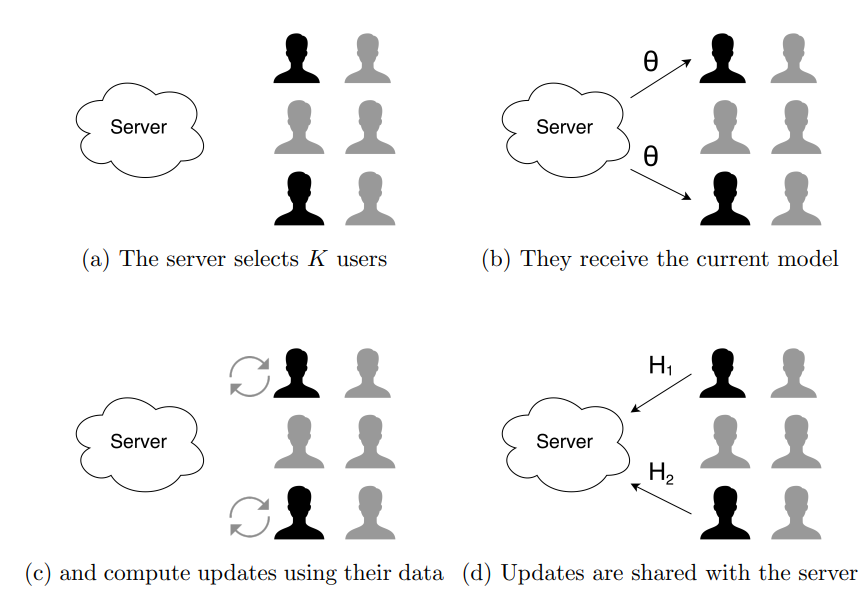 Server
(a) The server selects K users
θ
Server
θ
(b) They receive the current model
Server
(c) and compute updates using their data
H₁
Server
H₂
(d) Updates are shared with the server